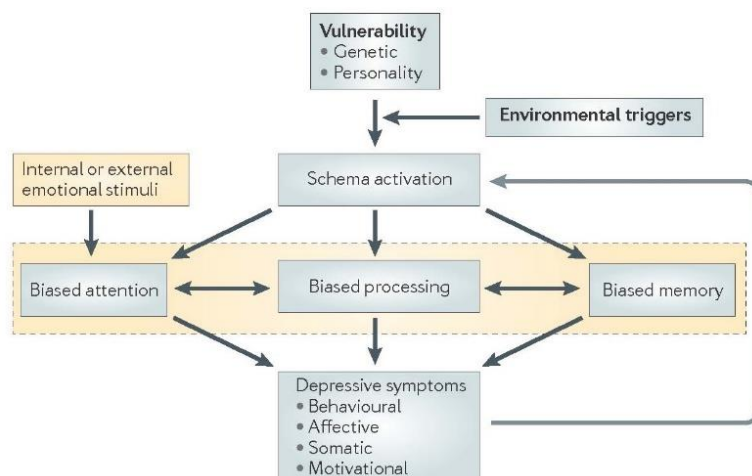 Vulnerability
• Genetic
• Personality
Environmental triggers
Internal or external
emotional stimuli
Schema activation
Biased attention
Biased processing
Biased memory
Depressive symptoms
• Behavioural
• Affective
• Somatic
• Motivational